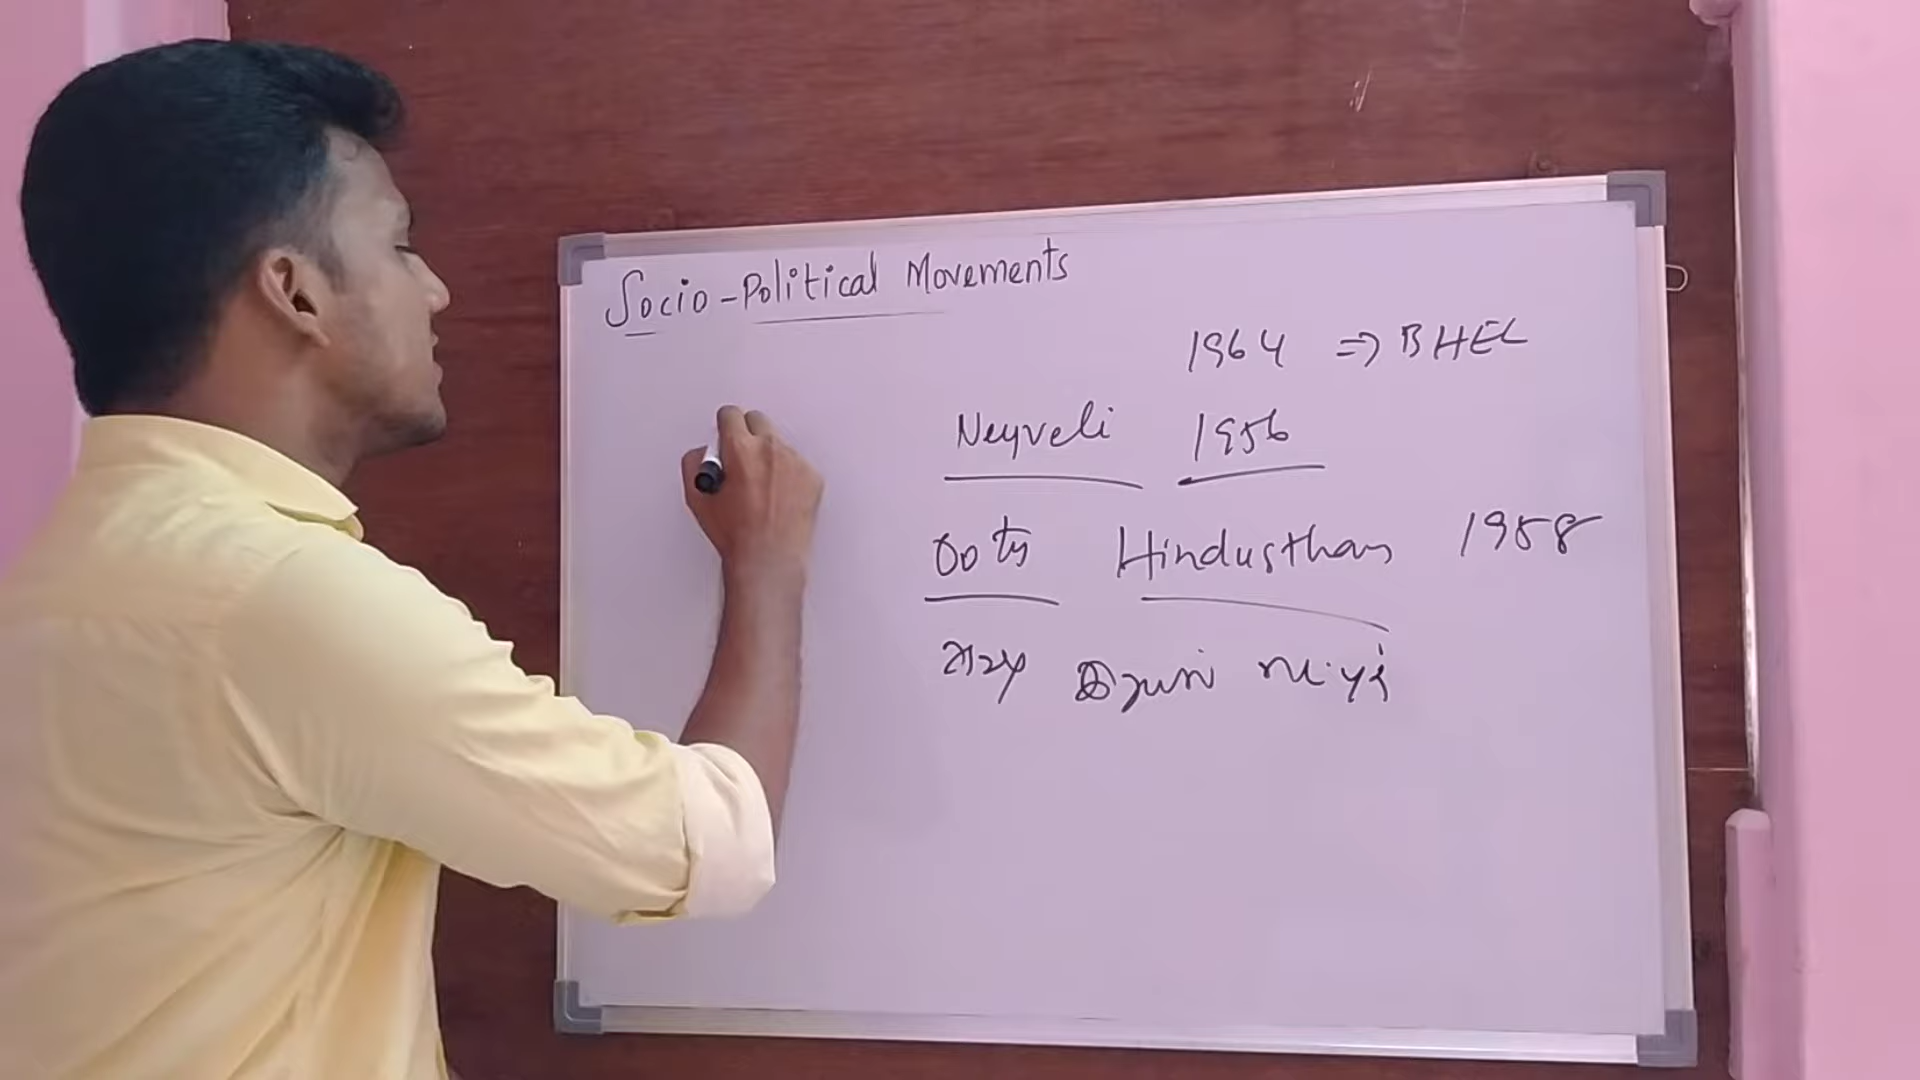 Socio-Political Movements
1964 => BHEL
Neyveli 1956
Ooty Hindusthan 1958